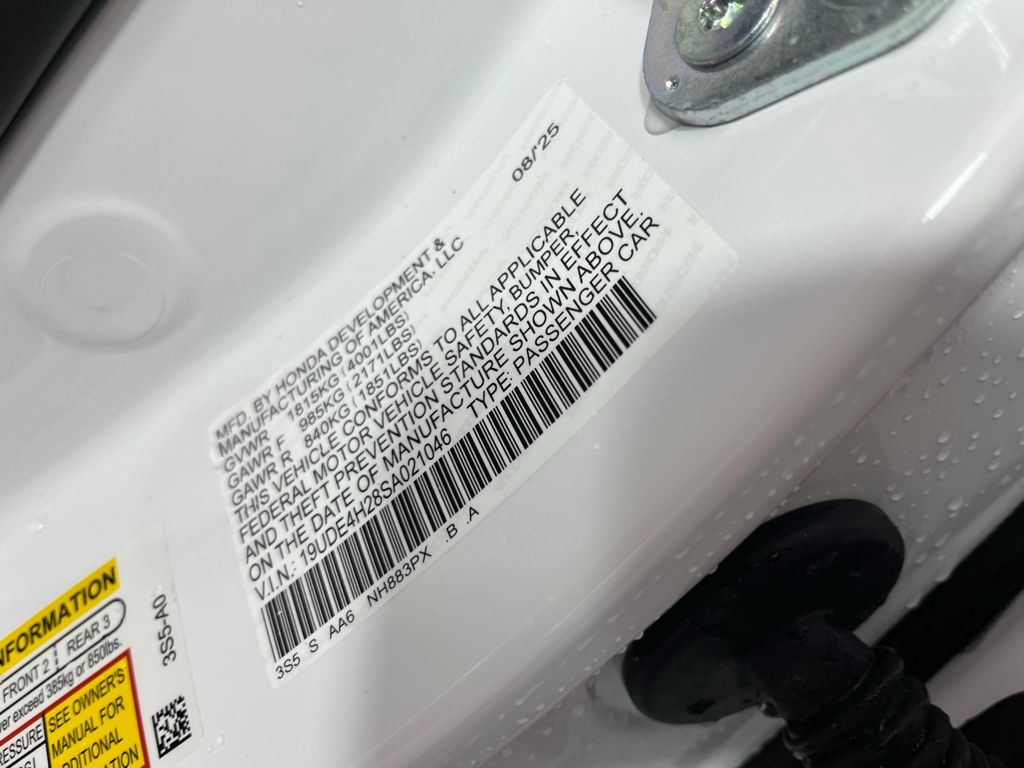 08/'25
MFD. BY HONDA DEVELOPMENT &
MANUFACTURING OF AMERICA, LLC
GVWR 1815KG (4001LBS)
GAWR F 985KG (2171LBS)
GAWR R 840KG (1851LBS)
THIS VEHICLE CONFORMS TO ALL APPLICABLE
FEDERAL MOTOR VEHICLE SAFETY, BUMPER,
AND THEFT PREVENTION STANDARDS IN EFFECT
ON THE DATE OF MANUFACTURE SHOWN ABOVE.
V.I.N.: 19UDE4H28SA021046 TYPE: PASSENGER CAR
3S5 S AA6 NH883PX .B .A
FRONT 2 REAR 3
exceed 385kg or 850lbs.
SEE OWNER'S
MANUAL FOR
3S5-A0